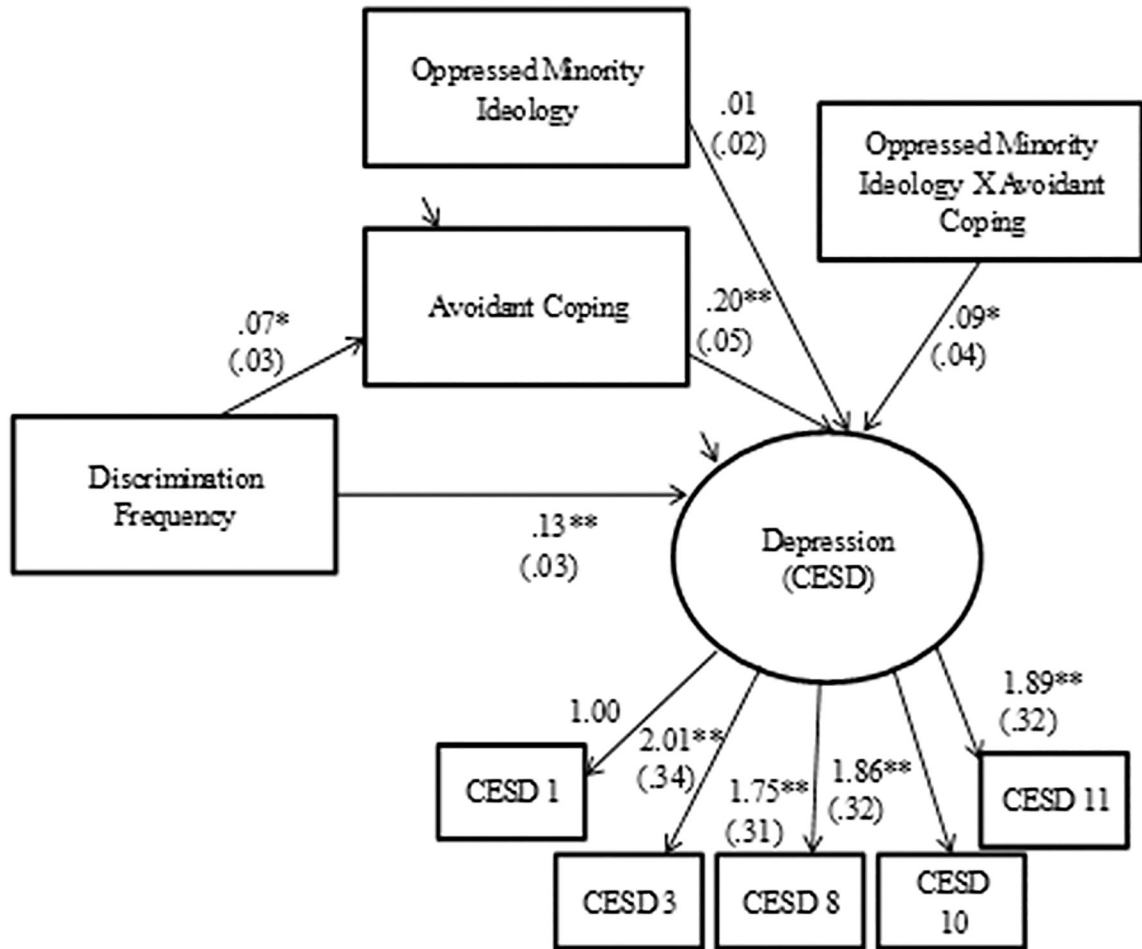 Oppressed Minority
Ideology
.01
(.02)
Oppressed Minority
Ideology X Avoidant
Coping
Avoidant Coping
.07*
(.03)
.20**
(.05)
.09*
(.04)
Discrimination
Frequency
.13**
(.03)
Depression
(CESD)
1.00
2.01**
(.34)
1.75**
(.31)
1.86**
(.32)
1.89**
(.32)
CESD 1
CESD 3
CESD 8
CESD
10
CESD 11